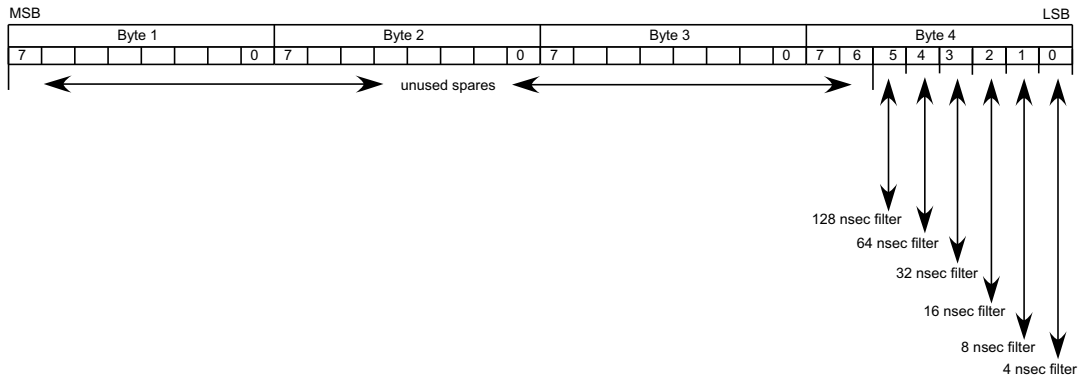 MSB LSB
Byte 1 Byte 2 Byte 3 Byte 4
7 0 7 0 7 0 7 6 5 4 3 2 1 0
unused spares
128 nsec filter
64 nsec filter
32 nsec filter
16 nsec filter
8 nsec filter
4 nsec filter